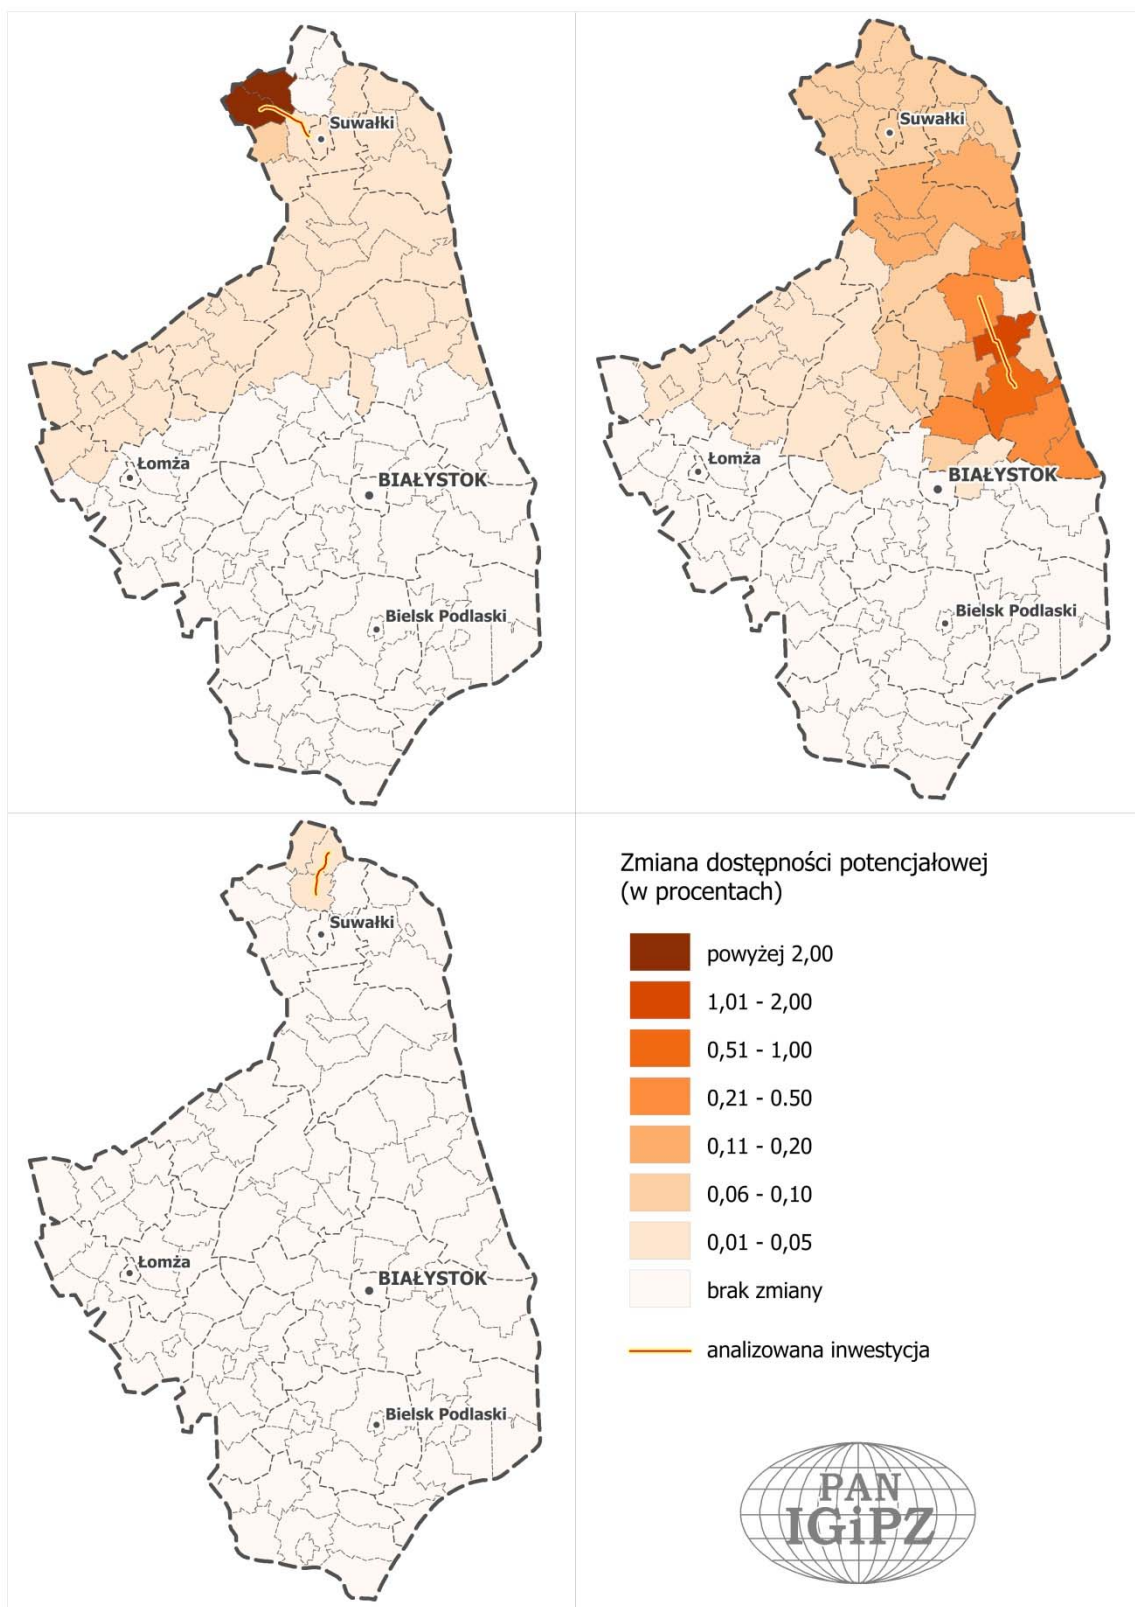 Suwałki
Łomża
BIAŁYSTOK
Bielsk Podlaski
Suwałki
Łomża
BIAŁYSTOK
Bielsk Podlaski
Suwałki
Łomża
BIAŁYSTOK
Bielsk Podlaski
Zmiana dostępności potencjałowej
(w procentach)
powyżej 2,00
1,01 - 2,00
0,51 - 1,00
0,21 - 0.50
0,11 - 0,20
0,06 - 0,10
0,01 - 0,05
brak zmiany
analizowana inwestycja
PAN
IGiPZ